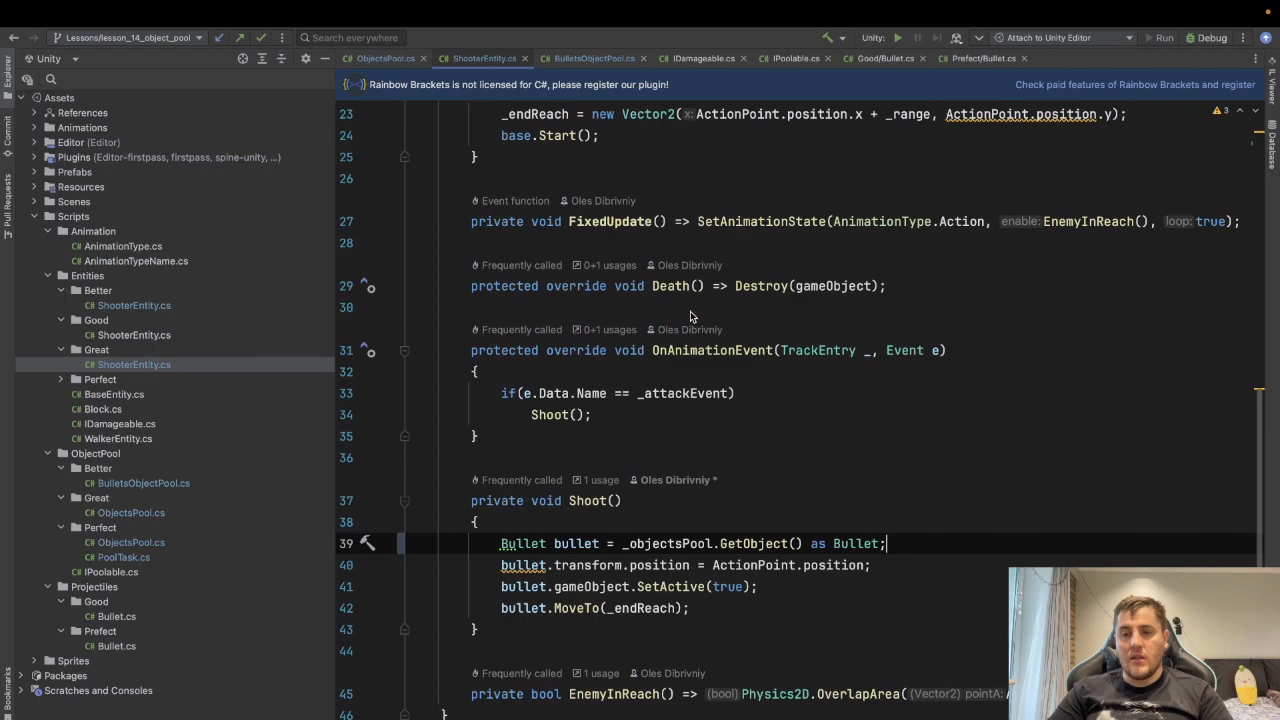 Lessons/lesson_14_object_pool
Search everywhere
Unity:
Attach to Unity Editor
Run
Debug
Unity
ObjectsPool.cs
ShooterEntity.cs
BulletsObjectPool.cs
IDamageable.cs
IPoolable.cs
Good/Bullet.cs
Prefect/Bullet.cs
Rainbow Brackets is not licensed for C#, please register our plugin!
Check paid features of Rainbow Brackets and register
Explorer
Commit
Pull Requests
Bookmarks
Notifications
Database
Assets
References
Animations
Editor (Editor)
Plugins (Editor-firstpass, firstpass, spine-unity, ...)
Prefabs
Resources
Scenes
Scripts
Animation
C# AnimationType.cs
C# AnimationTypeName.cs
Entities
Better
C# ShooterEntity.cs
Good
C# ShooterEntity.cs
Great
C# ShooterEntity.cs
Perfect
C# BaseEntity.cs
C# Block.cs
C# IDamageable.cs
C# WalkerEntity.cs
ObjectPool
Better
C# BulletsObjectPool.cs
Great
C# ObjectsPool.cs
Perfect
C# ObjectsPool.cs
C# PoolTask.cs
C# IPoolable.cs
Projectiles
Good
C# Bullet.cs
Prefect
C# Bullet.cs
Sprites
Packages
Scratches and Consoles
3
23 _endReach = new Vector2(x: ActionPoint.position.x + _range, ActionPoint.position.y);
24 base.Start();
25 }
26
Event function Oles Dibrivniy
27 private void FixedUpdate() => SetAnimationState(AnimationType.Action, enable: EnemyInReach(), loop: true);
28
Frequently called 0+1 usages Oles Dibrivniy
29 protected override void Death() => Destroy(gameObject);
30
Frequently called 0+1 usages Oles Dibrivniy
31 protected override void OnAnimationEvent(TrackEntry _, Event e)
32 {
33 if(e.Data.Name == _attackEvent)
34 Shoot();
35 }
36
Frequently called 1 usage Oles Dibrivniy *
37 private void Shoot()
38 {
39 Bullet bullet = _objectsPool.GetObject() as Bullet;
40 bullet.transform.position = ActionPoint.position;
41 bullet.gameObject.SetActive(true);
42 bullet.MoveTo(_endReach);
43 }
44
Frequently called 1 usage Oles Dibrivniy
45 private bool EnemyInReach() => (bool) Physics2D.OverlapArea( (Vector2) pointA:
46 }